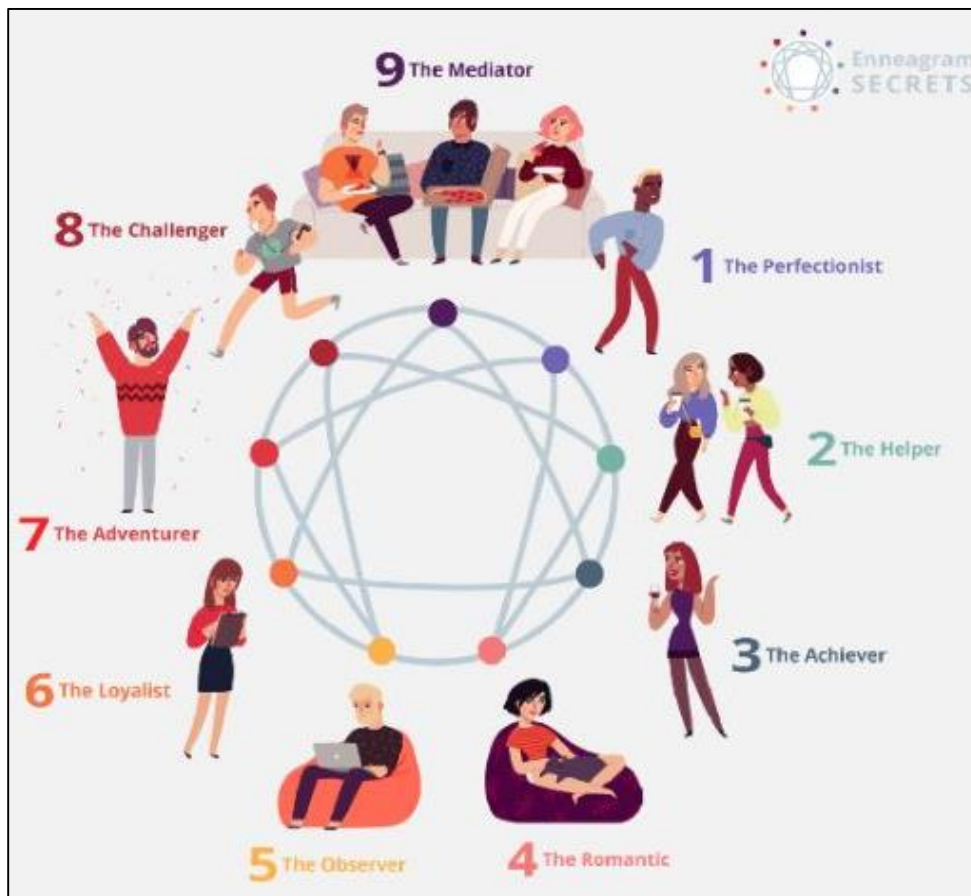 Enneagram
SECRETS
9 The Mediator
8 The Challenger
1 The Perfectionist
2 The Helper
7 The Adventurer
3 The Achiever
6 The Loyalist
5 The Observer
4 The Romantic